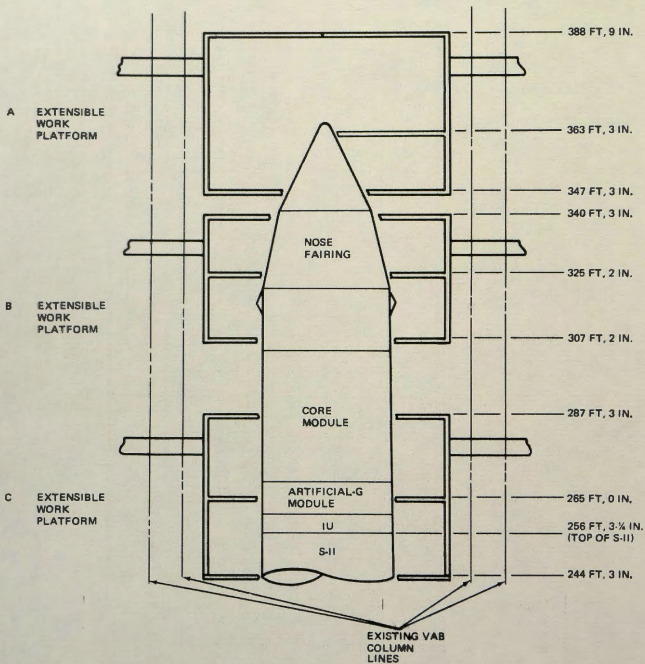 388 FT, 9 IN.
A EXTENSIBLE
WORK
PLATFORM
363 FT, 3 IN.
347 FT, 3 IN.
340 FT, 3 IN.
NOSE
FAIRING
325 FT, 2 IN.
B EXTENSIBLE
WORK
PLATFORM
307 FT, 2 IN.
287 FT, 3 IN.
CORE
MODULE
C EXTENSIBLE
WORK
PLATFORM
ARTIFICIAL-G
MODULE
265 FT, 0 IN.
IU
256 FT, 3-¼ IN.
(TOP OF S-II)
S-II
244 FT, 3 IN.
EXISTING VAB
COLUMN
LINES